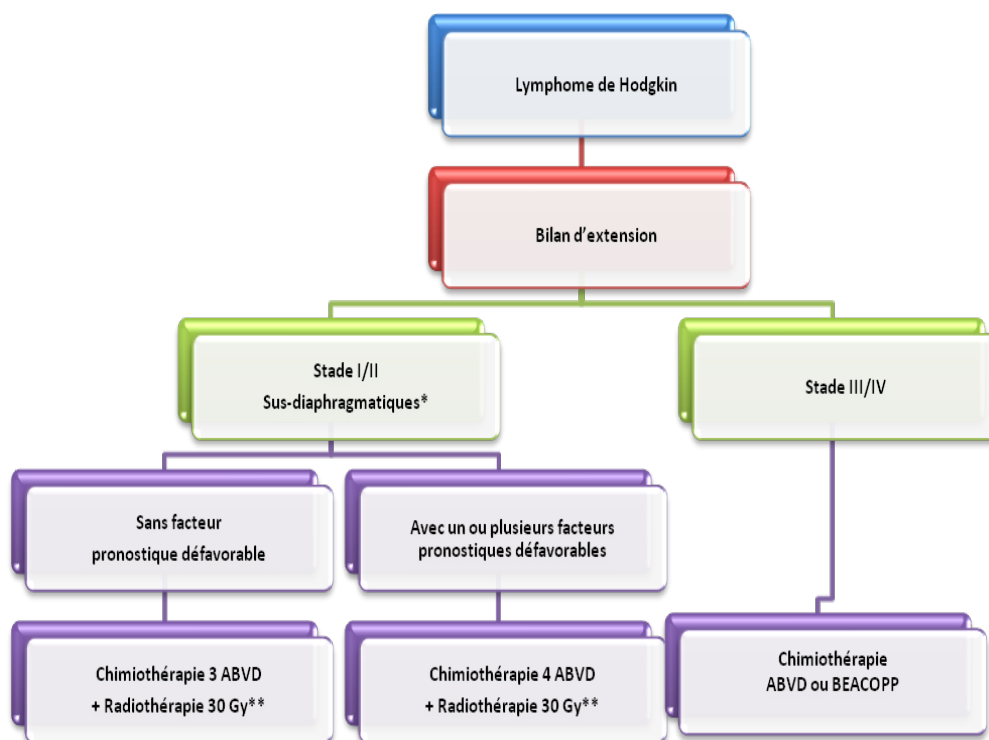 Lymphome de Hodgkin
Bilan d'extension
Stade I/II
Sus-diaphragmatiques*
Stade III/IV
Sans facteur
pronostique défavorable
Avec un ou plusieurs facteurs
pronostiques défavorables
Chimiothérapie 3 ABVD
+ Radiothérapie 30 Gy**
Chimiothérapie 4 ABVD
+ Radiothérapie 30 Gy**
Chimiothérapie
ABVD ou BEACOPP